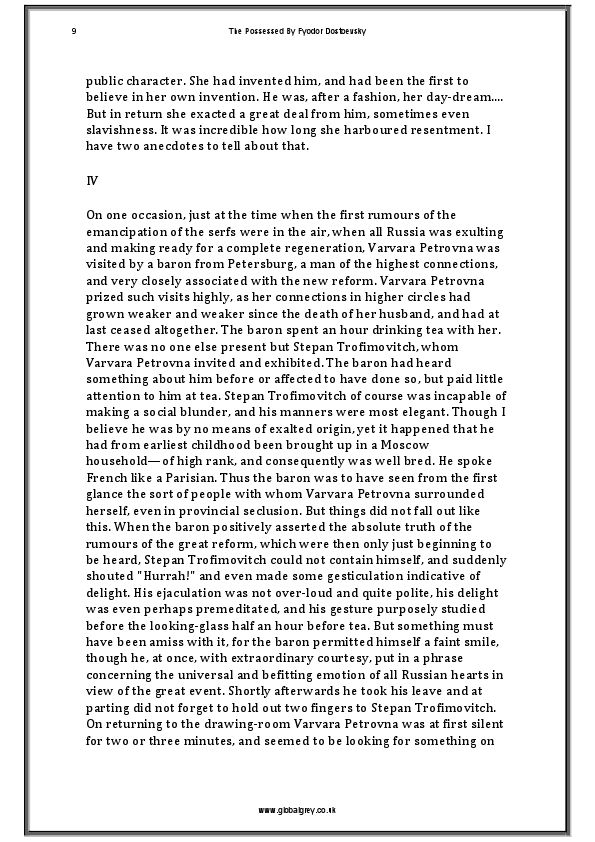 9
The Possessed By Fyodor Dostoevsky
public character. She had invented him, and had been the first to
believe in her own invention. He was, after a fashion, her day-dream....
But in return she exacted a great deal from him, sometimes even
slavishness. It was incredible how long she harboured resentment. I
have two anecdotes to tell about that.
IV
On one occasion, just at the time when the first rumours of the
emancipation of the serfs were in the air, when all Russia was exulting
and making ready for a complete regeneration, Varvara Petrovna was
visited by a baron from Petersburg, a man of the highest connections,
and very closely associated with the new reform. Varvara Petrovna
prized such visits highly, as her connections in higher circles had
grown weaker and weaker since the death of her husband, and had at
last ceased altogether. The baron spent an hour drinking tea with her.
There was no one else present but Stepan Trofimovitch, whom
Varvara Petrovna invited and exhibited. The baron had heard
something about him before or affected to have done so, but paid little
attention to him at tea. Stepan Trofimovitch of course was incapable of
making a social blunder, and his manners were most elegant. Though I
believe he was by no means of exalted origin, yet it happened that he
had from earliest childhood been brought up in a Moscow
household—of high rank, and consequently was well bred. He spoke
French like a Parisian. Thus the baron was to have seen from the first
glance the sort of people with whom Varvara Petrovna surrounded
herself, even in provincial seclusion. But things did not fall out like
this. When the baron positively asserted the absolute truth of the
rumours of the great reform, which were then only just beginning to
be heard, Stepan Trofimovitch could not contain himself, and suddenly
shouted "Hurrah!" and even made some gesticulation indicative of
delight. His ejaculation was not over-loud and quite polite, his delight
was even perhaps premeditated, and his gesture purposely studied
before the looking-glass half an hour before tea. But something must
have been amiss with it, for the baron permitted himself a faint smile,
though he, at once, with extraordinary courtesy, put in a phrase
concerning the universal and befitting emotion of all Russian hearts in
view of the great event. Shortly afterwards he took his leave and at
parting did not forget to hold out two fingers to Stepan Trofimovitch.
On returning to the drawing-room Varvara Petrovna was at first silent
for two or three minutes, and seemed to be looking for something on
www.globalgrey.co.uk